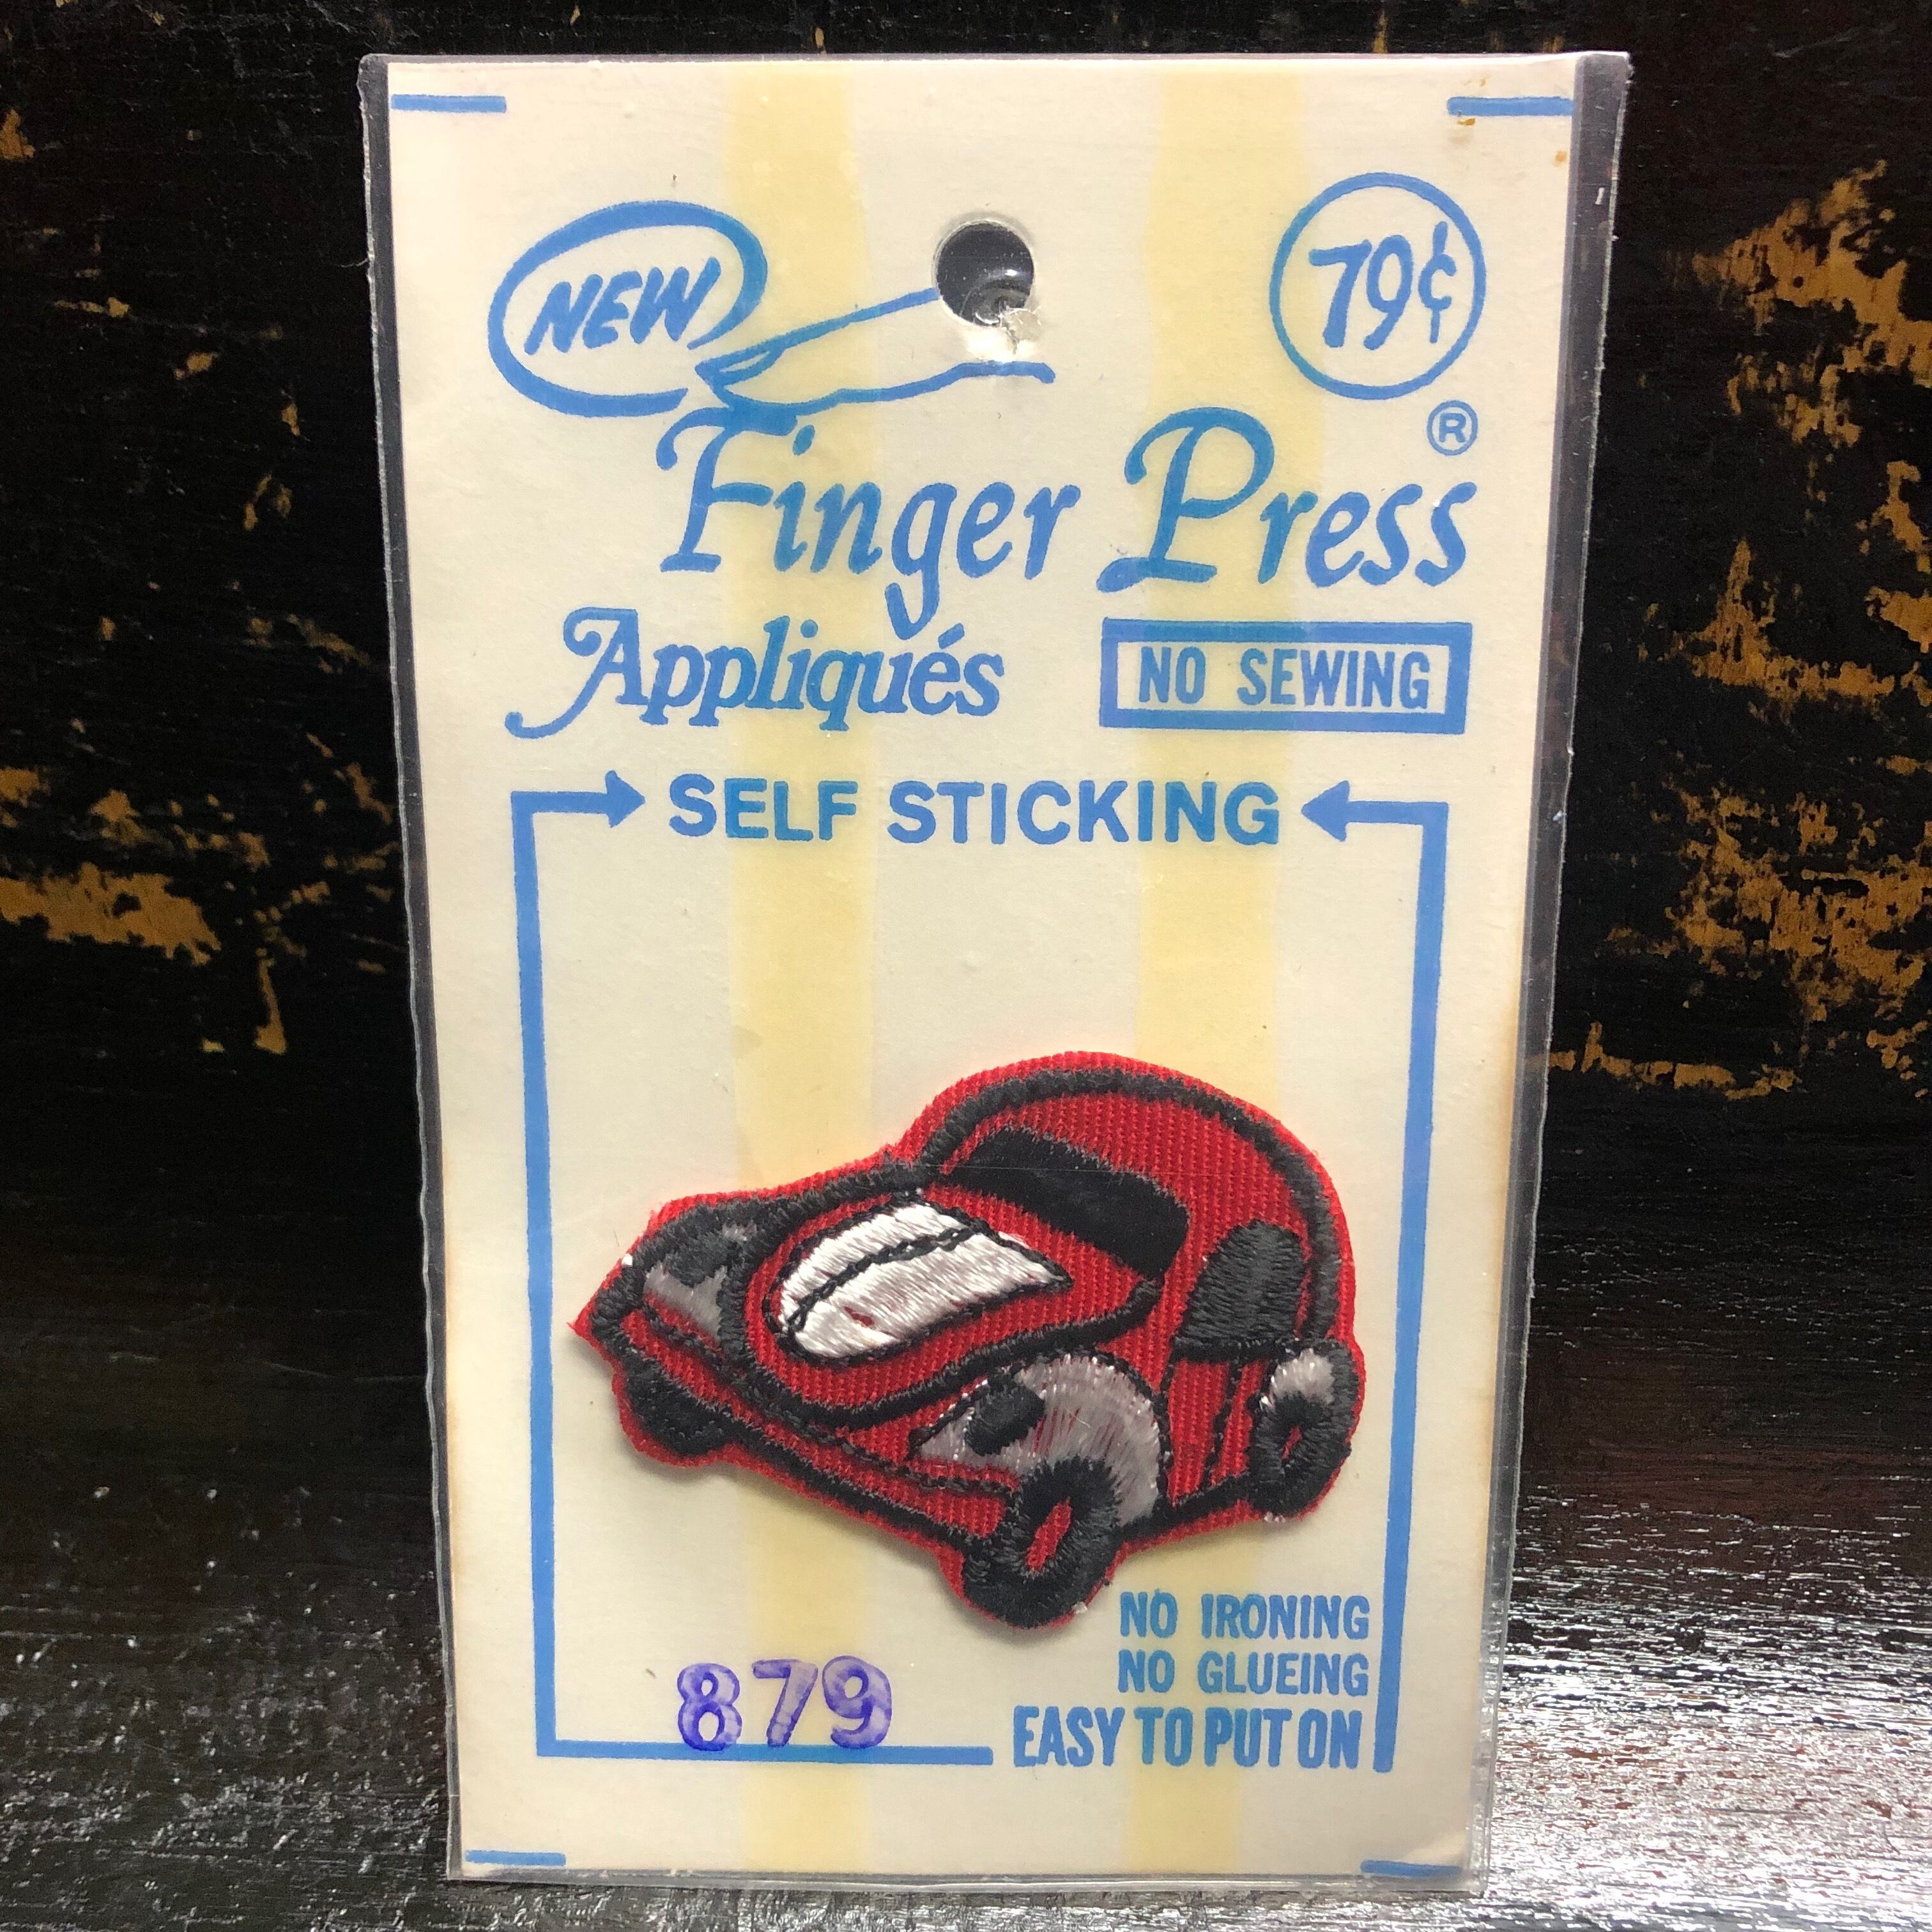 NEW
79¢
Finger Press ®
Appliqués NO SEWING
SELF STICKING
NO IRONING
NO GLUEING
EASY TO PUT ON
879